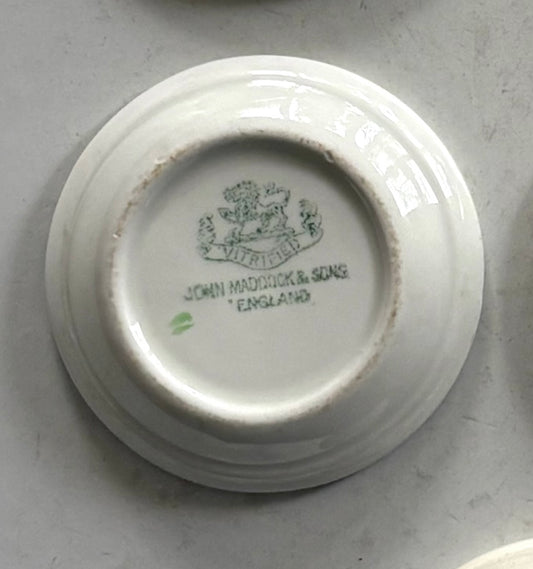 VITRIFIED
JOHN MADDOCK & SONS
ENGLAND